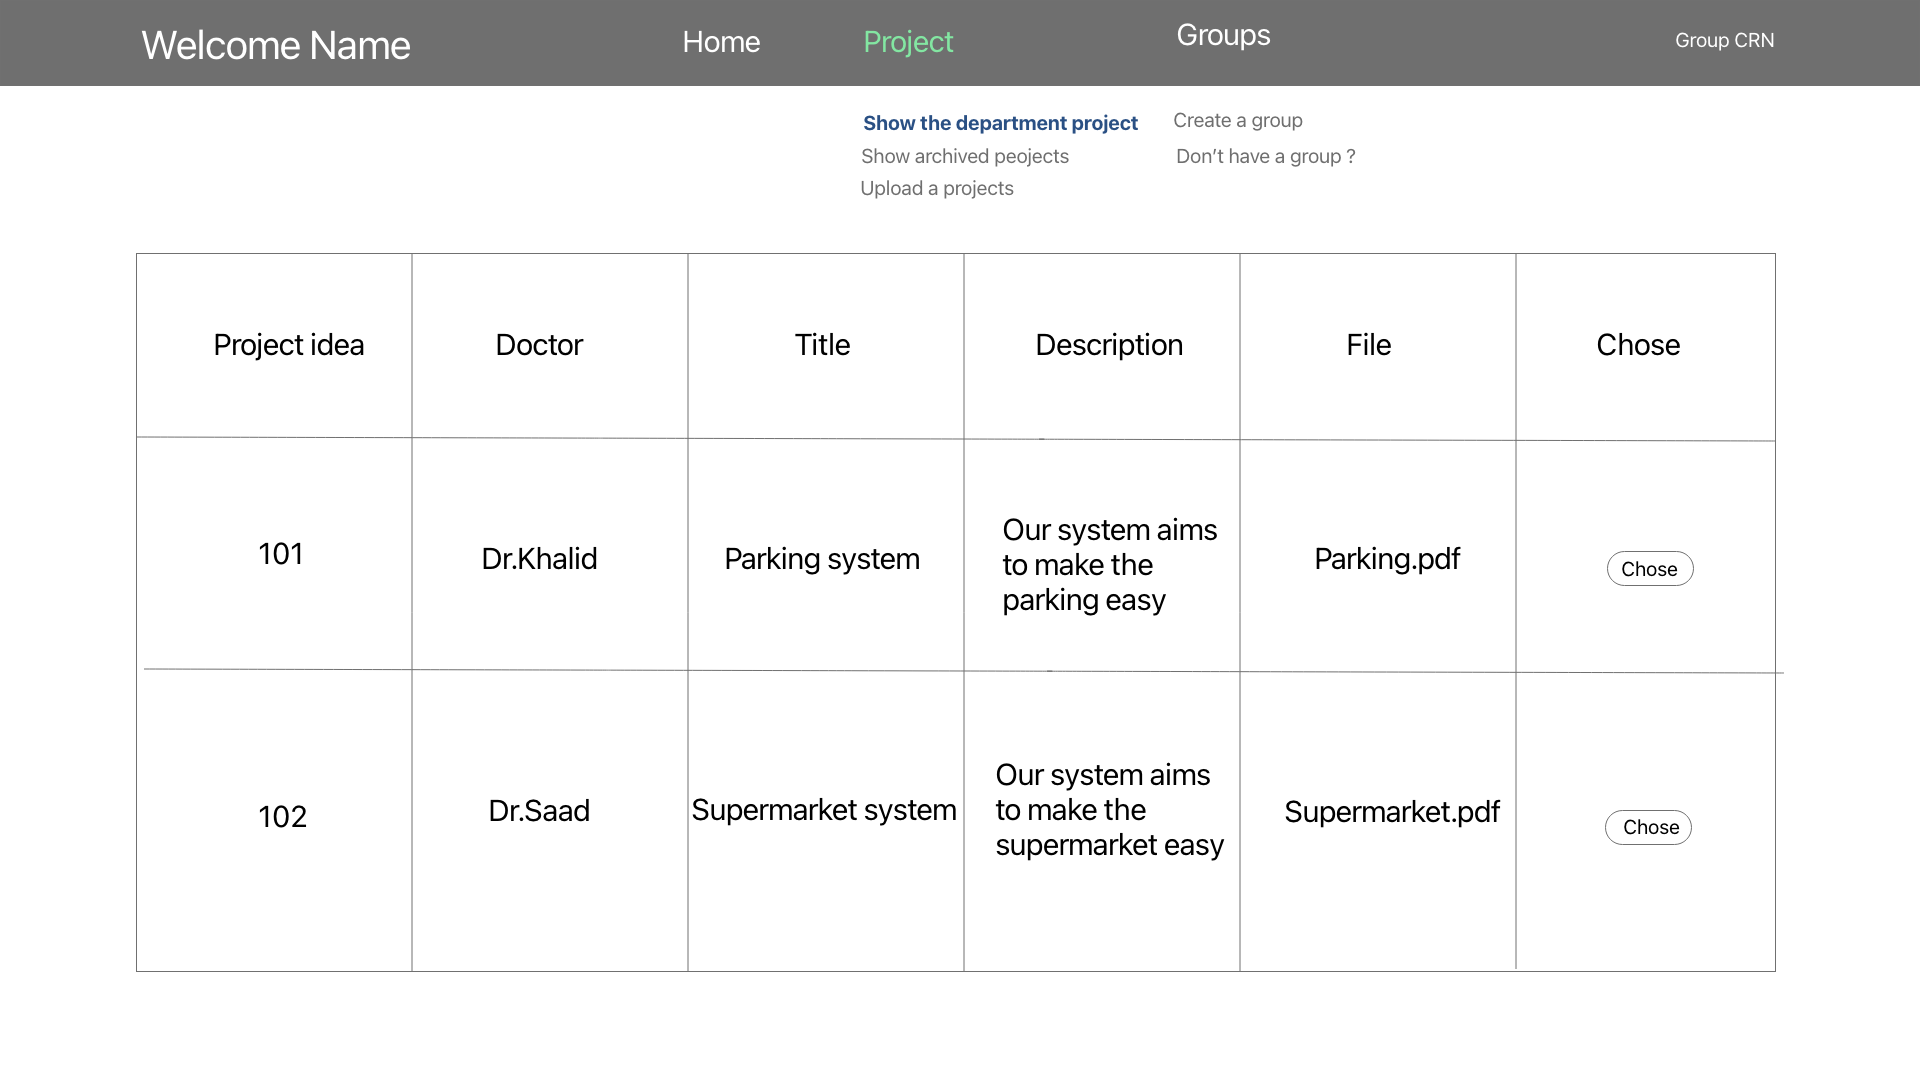 Welcome Name
Home
Project
Groups
Group CRN
Show the department project
Create a group
Show archived peojects
Don’t have a group ?
Upload a projects
Project idea
Doctor
Title
Description
File
Chose
101
Dr.Khalid
Parking system
Our system aims
to make the
parking easy
Parking.pdf
Chose
102
Dr.Saad
Supermarket system
Our system aims
to make the
supermarket easy
Supermarket.pdf
Chose